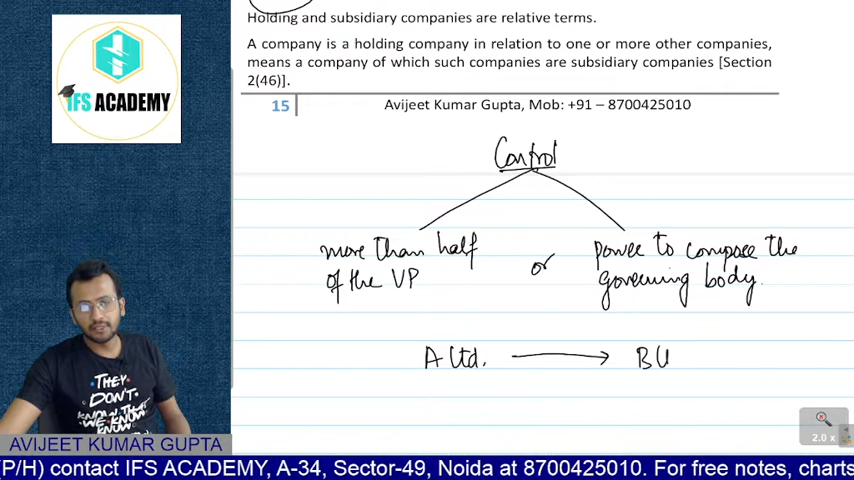 Holding and subsidiary companies are relative terms.
A company is a holding company in relation to one or more other companies,
means a company of which such companies are subsidiary companies [Section
2(46)].
15 Avijeet Kumar Gupta, Mob: +91 – 8700425010
IFS ACADEMY
Control
more than half
of the VP
or
power to compose the
governing body.
A Ltd. → B U
THEY
DON'T
KNOW THAT
WE KNOW
2.0 x
AVIJEET KUMAR GUPTA
(P/H) contact IFS ACADEMY, A-34, Sector-49, Noida at 8700425010. For free notes, charts